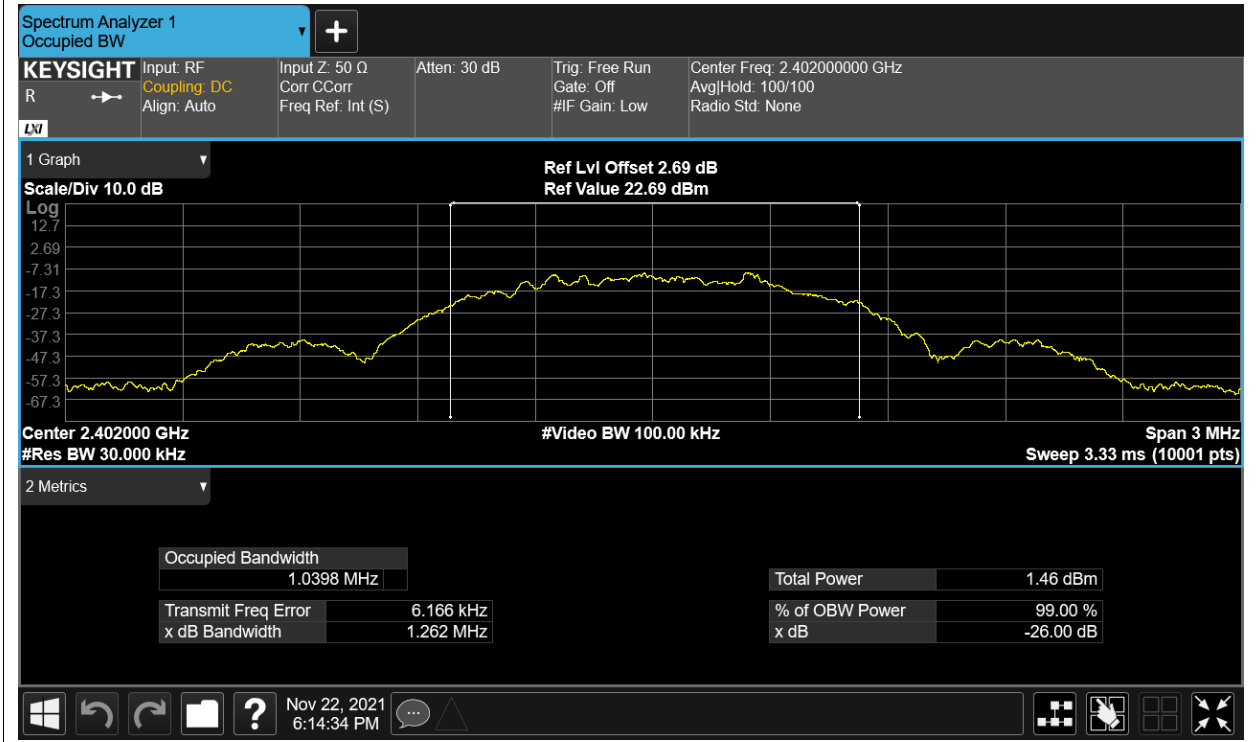 Spectrum Analyzer 1
Occupied BW
KEYSIGHT
R
LXI
Input: RF
Coupling: DC
Align: Auto
Input Z: 50 Ω
Corr CCorr
Freq Ref: Int (S)
Atten: 30 dB
Trig: Free Run
Gate: Off
#IF Gain: Low
Center Freq: 2.402000000 GHz
Avg|Hold: 100/100
Radio Std: None
1 Graph
Scale/Div 10.0 dB
Ref Lvl Offset 2.69 dB
Ref Value 22.69 dBm
Log
12.7
2.69
-7.31
-17.3
-27.3
-37.3
-47.3
-57.3
-67.3
Center 2.402000 GHz
#Video BW 100.00 kHz
Span 3 MHz
#Res BW 30.000 kHz
Sweep 3.33 ms (10001 pts)
2 Metrics
Occupied Bandwidth
1.0398 MHz
Total Power 1.46 dBm
Transmit Freq Error 6.166 kHz
% of OBW Power 99.00 %
x dB Bandwidth 1.262 MHz
x dB -26.00 dB
?
Nov 22, 2021
6:14:34 PM